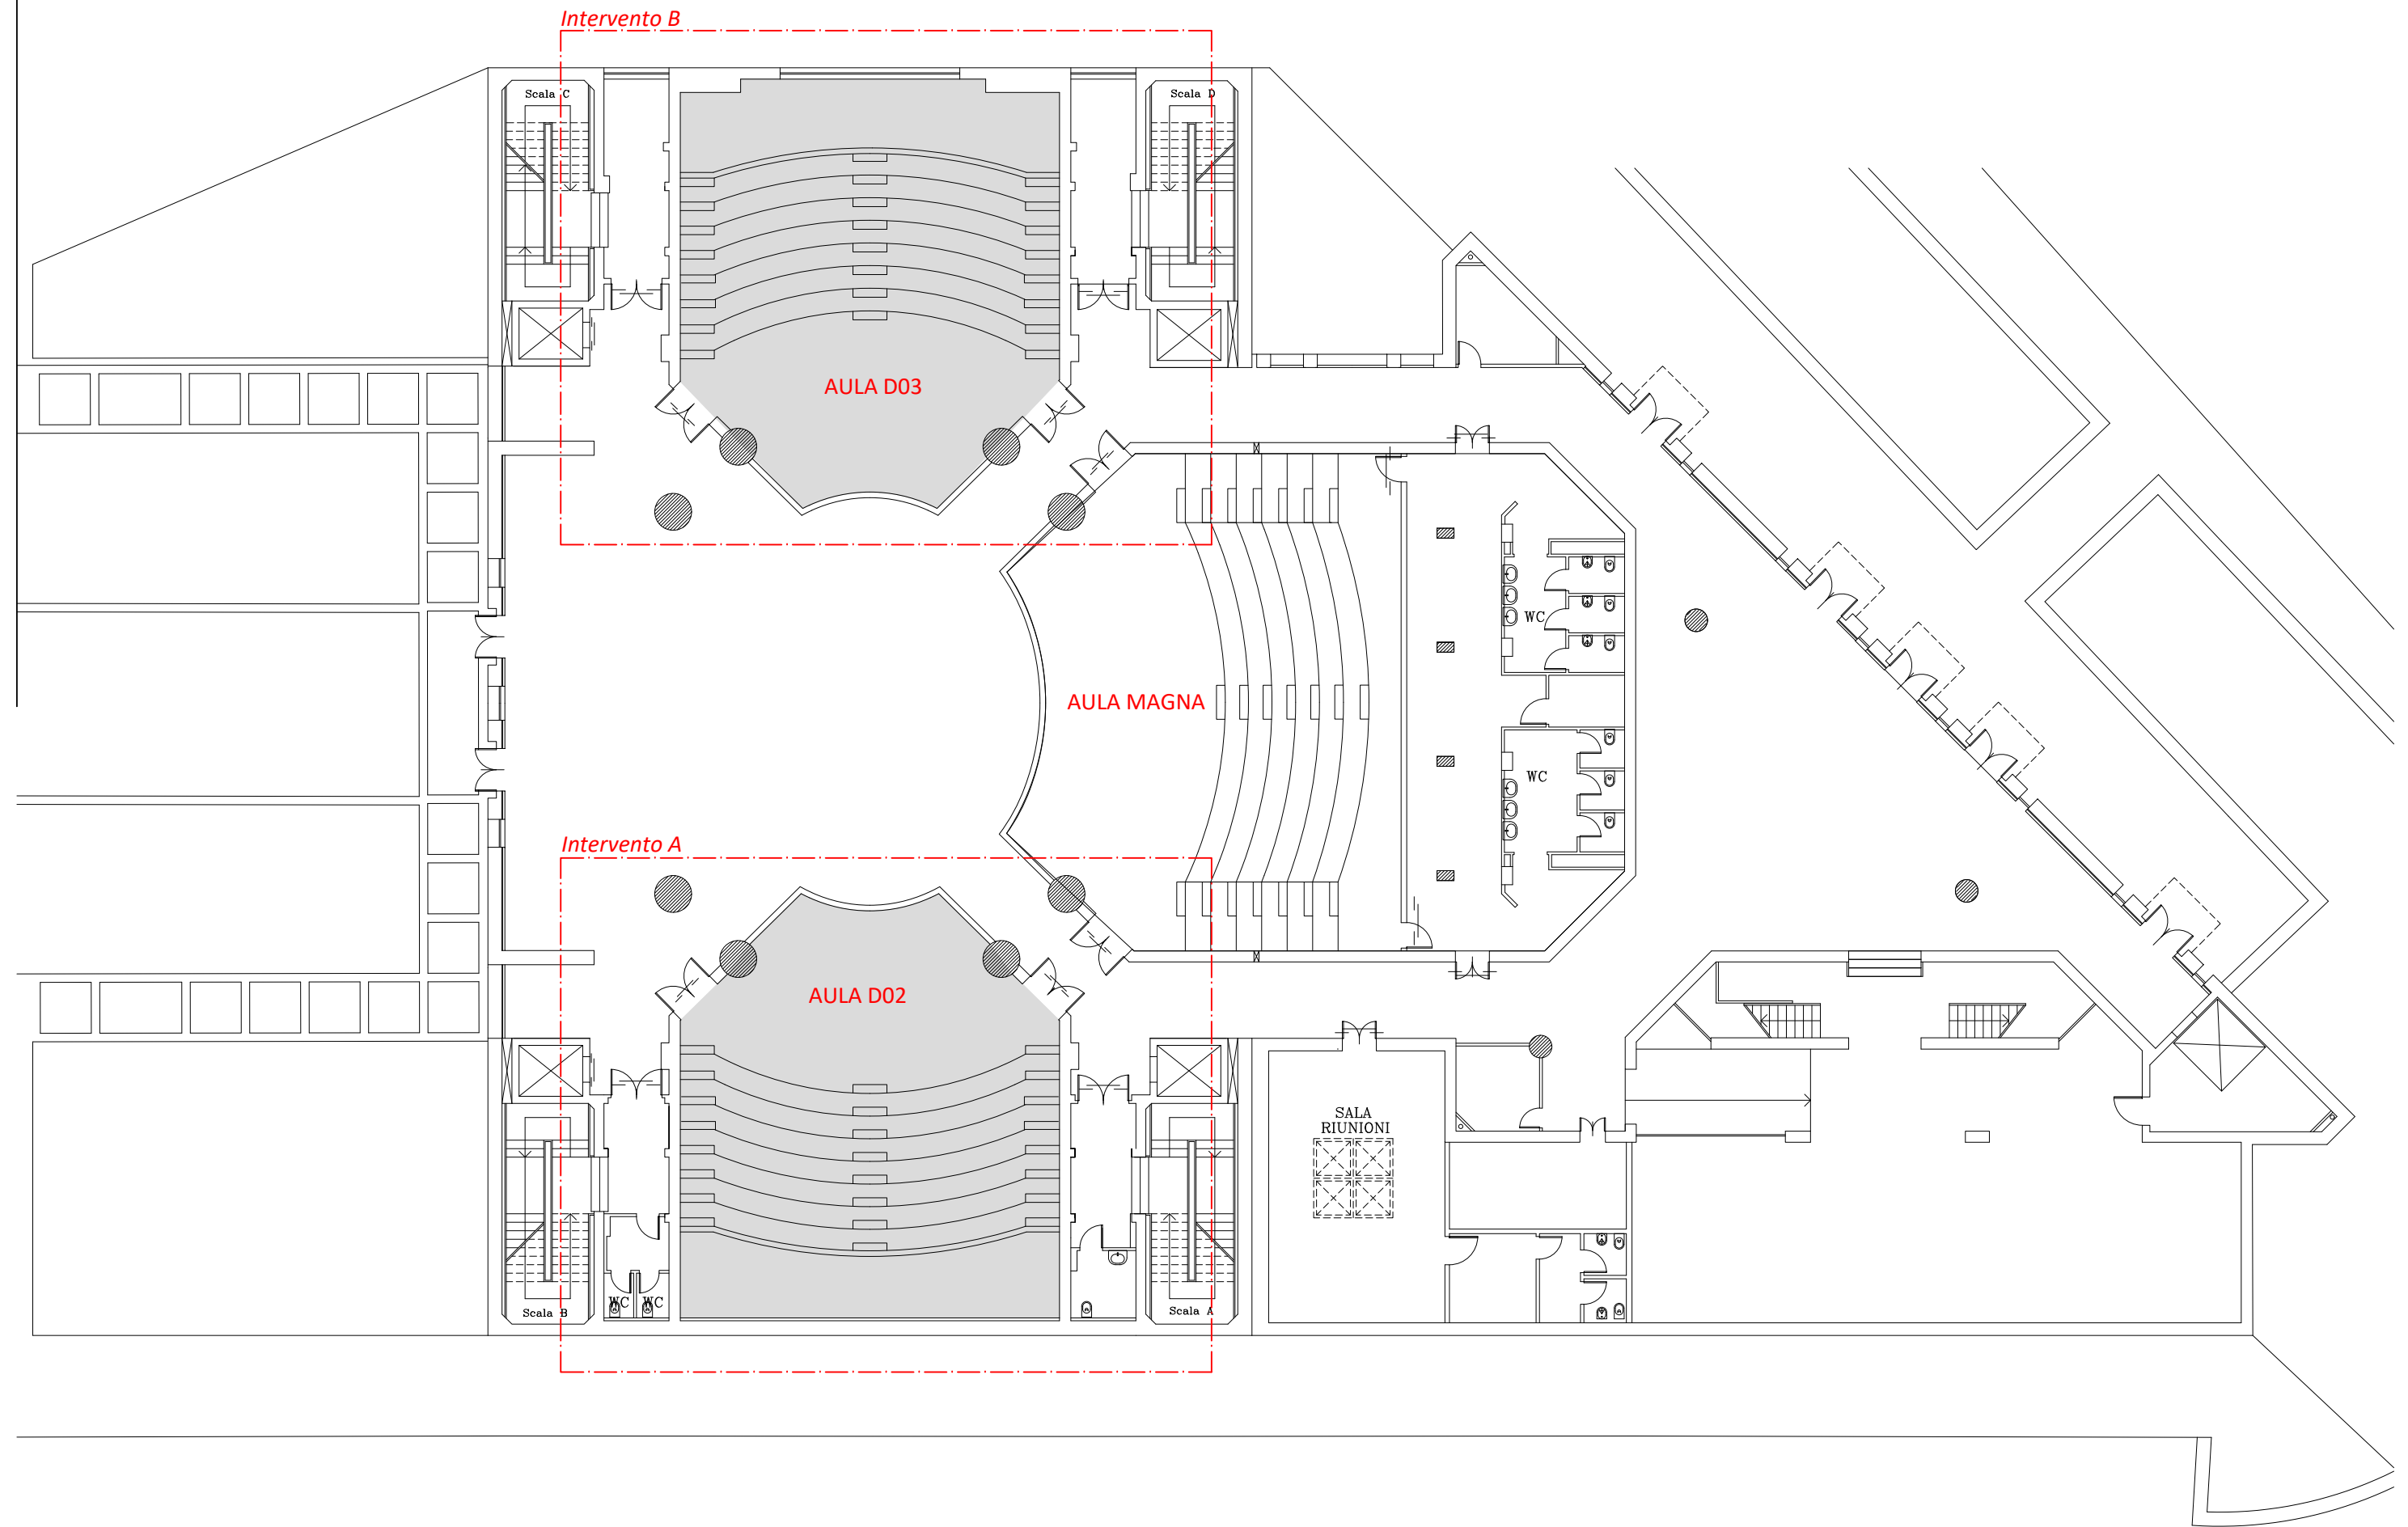 Intervento B
Scala C
Scala D
AULA D03
WC
AULA MAGNA
WC
Intervento A
AULA D02
SALA
RIUNIONI
WC
WC
Scala B
Scala A